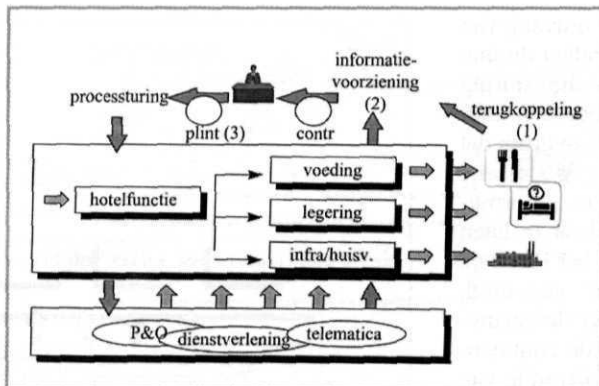 informatie-
voorziening
(2)
processturing
terugkoppeling
(1)
plint (3)
contr
voeding
hotelfunctie
legering
infra/huisv.
?
P&O
dienstverlening
telematica